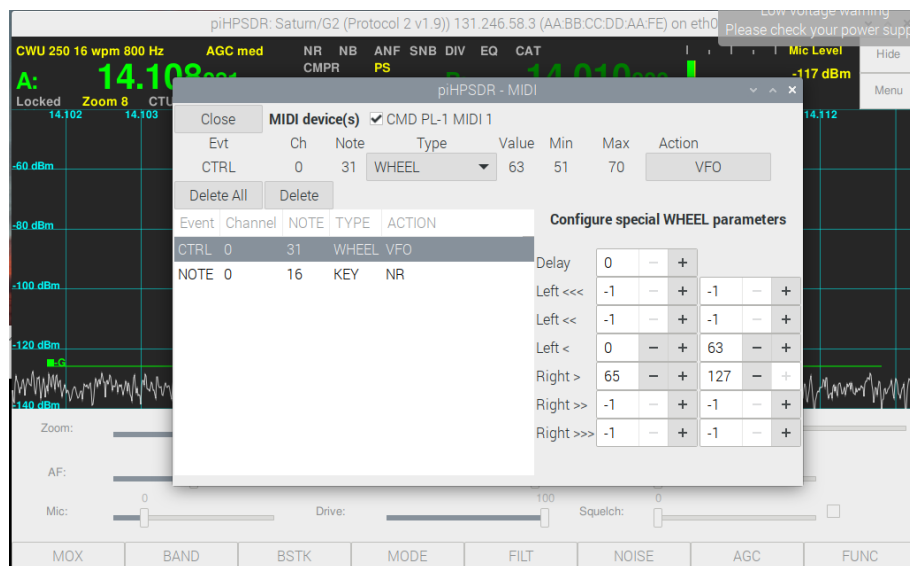 piHPSDR: Saturn/G2 (Protocol 2 v1.9)) 131.246.58.3 (AA:BB:CC:DD:AA:FE) on eth0
Low voltage warning
Please check your power supp
CWU 250 16 wpm 800 Hz AGC med NR NB ANF SNB DIV EQ CAT Mic Level Hide
CMPR PS
A: 14.108 14.010 -117 dBm
Locked Zoom 8 CTU Menu
14.102 14.103 14.112
piHPSDR - MIDI
Close MIDI device(s) CMD PL-1 MIDI 1
Evt Ch Note Type Value Min Max Action
CTRL 0 31 WHEEL 63 51 70 VFO
Delete All Delete
Event Channel NOTE TYPE ACTION
CTRL 0 31 WHEEL VFO
NOTE 0 16 KEY NR
Configure special WHEEL parameters
Delay 0 − +
Left <<< -1 − + -1 − +
Left << -1 − + -1 − +
Left < 0 − + 63 − +
Right > 65 − + 127 − +
Right >> -1 − + -1 − +
Right >>> -1 − + -1 − +
-60 dBm
-80 dBm
-100 dBm
-120 dBm
-G
-140 dBm
Zoom:
AF:
0 100 0
Mic: Drive: Squelch:
MOX BAND BSTK MODE FILT NOISE AGC FUNC